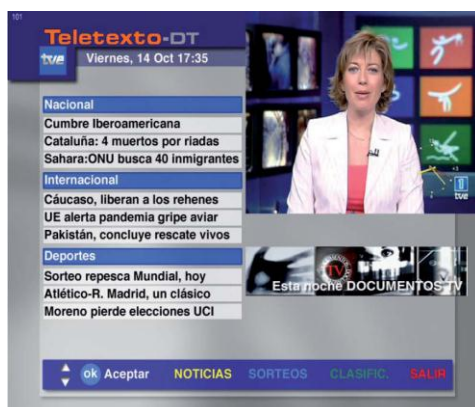 101
Teletexto-DT
tve Viernes, 14 Oct 17:35
Nacional
Cumbre Iberoamericana
Cataluña: 4 muertos por riadas
Sahara:ONU busca 40 inmigrantes
Internacional
Cáucaso, liberan a los rehenes
UE alerta pandemia gripe aviar
Pakistán, concluye rescate vivos
Deportes
Sorteo repesca Mundial, hoy
Atlético-R. Madrid, un clásico
Moreno pierde elecciones UCI
1
tve
TV
Esta noche DOCUMENTOS TV
ok Aceptar NOTICIAS SORTEOS CLASIFIC. SALIR